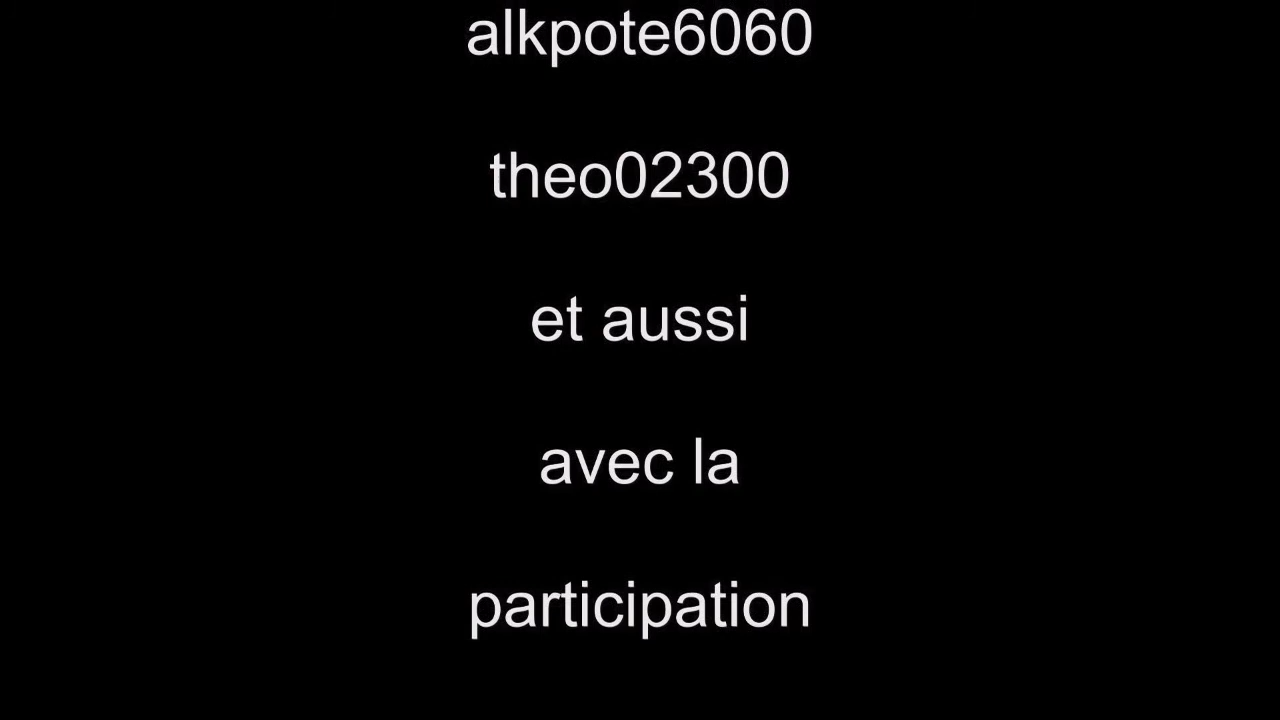 alkpote6060
theo02300
et aussi
avec la
participation